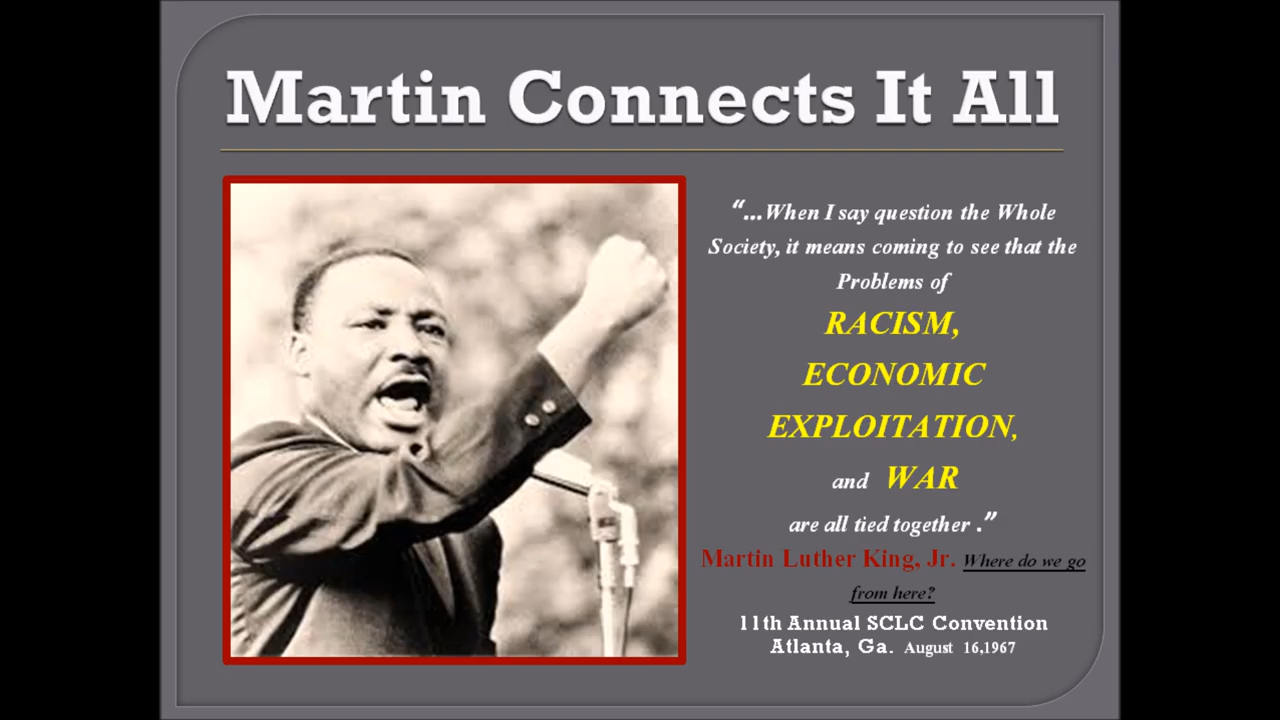 Martin Connects It All
“...When I say question the Whole
Society, it means coming to see that the
Problems of
RACISM,
ECONOMIC
EXPLOITATION,
and WAR
are all tied together .”
Martin Luther King, Jr. Where do we go
from here?
11th Annual SCLC Convention
Atlanta, Ga. August 16,1967